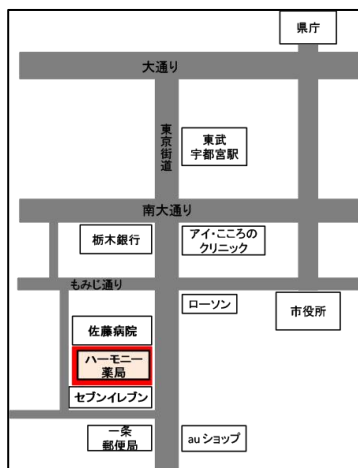 県庁
大通り
東京街道
東武
宇都宮駅
南大通り
栃木銀行
アイ・こころの
クリニック
もみじ通り
ローソン
市役所
佐藤病院
ハーモニー
薬局
セブンイレブン
一条
郵便局
auショップ